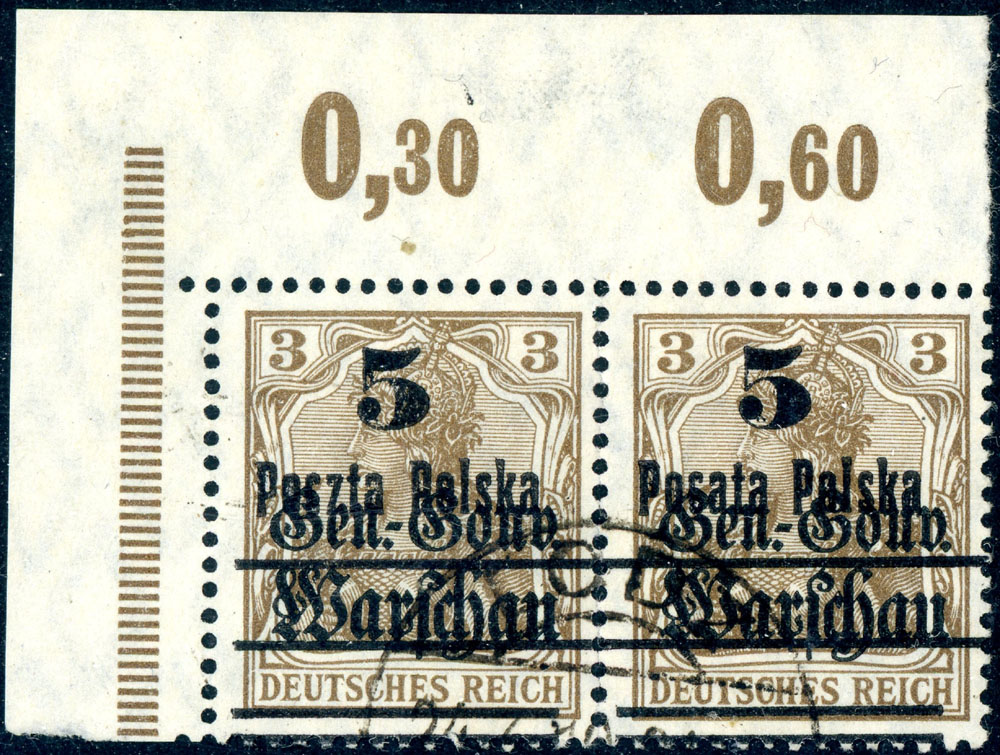 0,30 0,60
3 3 3 3
5 5
Poczta Polska Posata Polska
Gen.-Gouv. Gen.-Gouv.
Warschau Warschau
DEUTSCHES REICH DEUTSCHES REICH